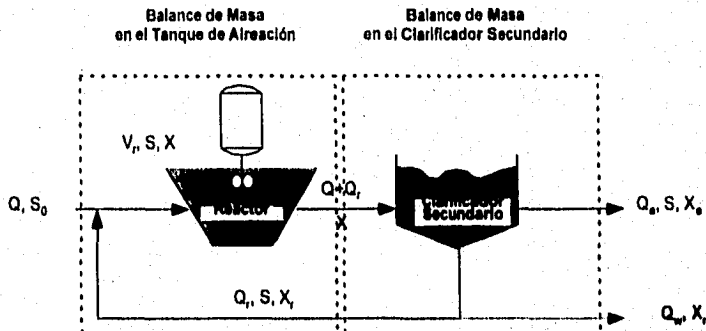 Balance de Masa
en el Tanque de Aireación
Balance de Masa
en el Clarificador Secundario
Vr, S, X
Q, S0
Reactor
Q+Qr
X
Clarificador
Secundario
Qe, S, Xe
Qr, S, Xr
Qw, Xr